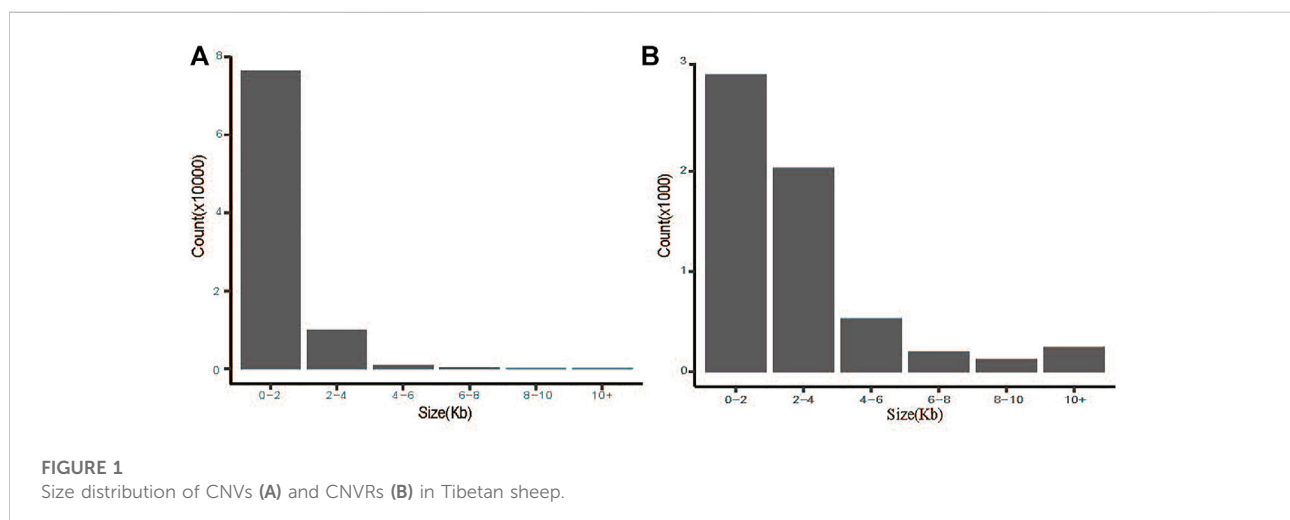 A
8
6
4
2
0
Count(x10000)
0-2 2-4 4-6 6-8 8-10 10+
Size(Kb)
B
3
2
1
0
Count(x1000)
0-2 2-4 4-6 6-8 8-10 10+
Size(Kb)
FIGURE 1
Size distribution of CNVs (A) and CNVRs (B) in Tibetan sheep.